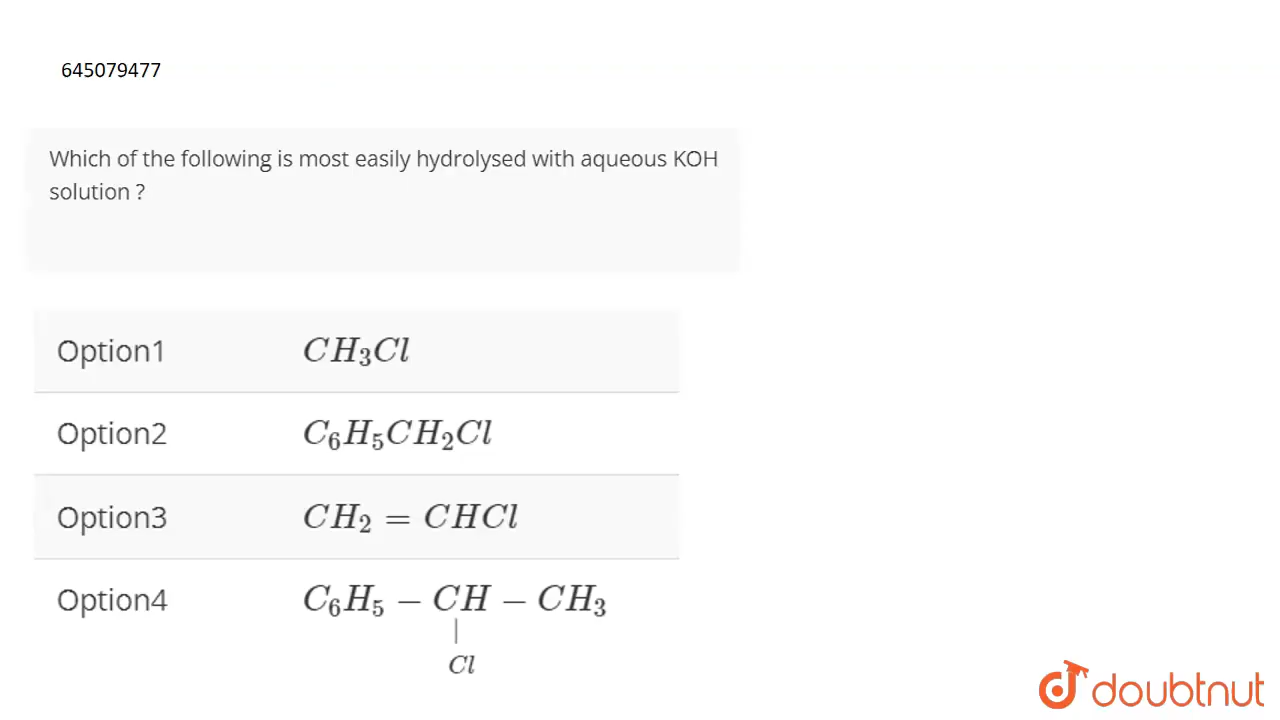 645079477
Which of the following is most easily hydrolysed with aqueous KOH
solution ?
Option1 CH₃Cl
Option2 C₆H₅CH₂Cl
Option3 CH₂ = CHCl
Option4 C₆H₅ − CH − CH₃
|
Cl
doubtnut